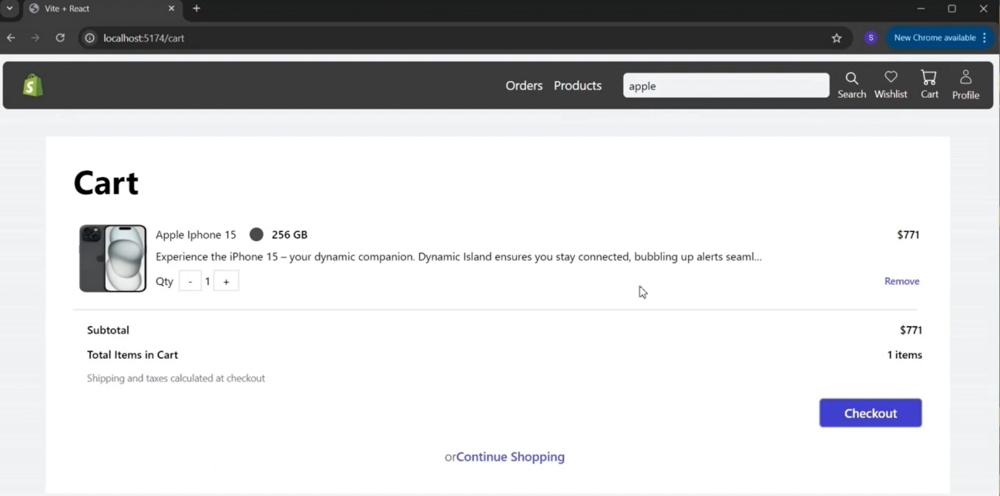 Vite + React
localhost:5174/cart
S
New Chrome available
S
Orders Products apple Search Wishlist Cart Profile
Cart
Apple Iphone 15 256 GB $771
Experience the iPhone 15 – your dynamic companion. Dynamic Island ensures you stay connected, bubbling up alerts seaml...
Qty - 1 + Remove
Subtotal $771
Total Items in Cart 1 items
Shipping and taxes calculated at checkout
Checkout
orContinue Shopping